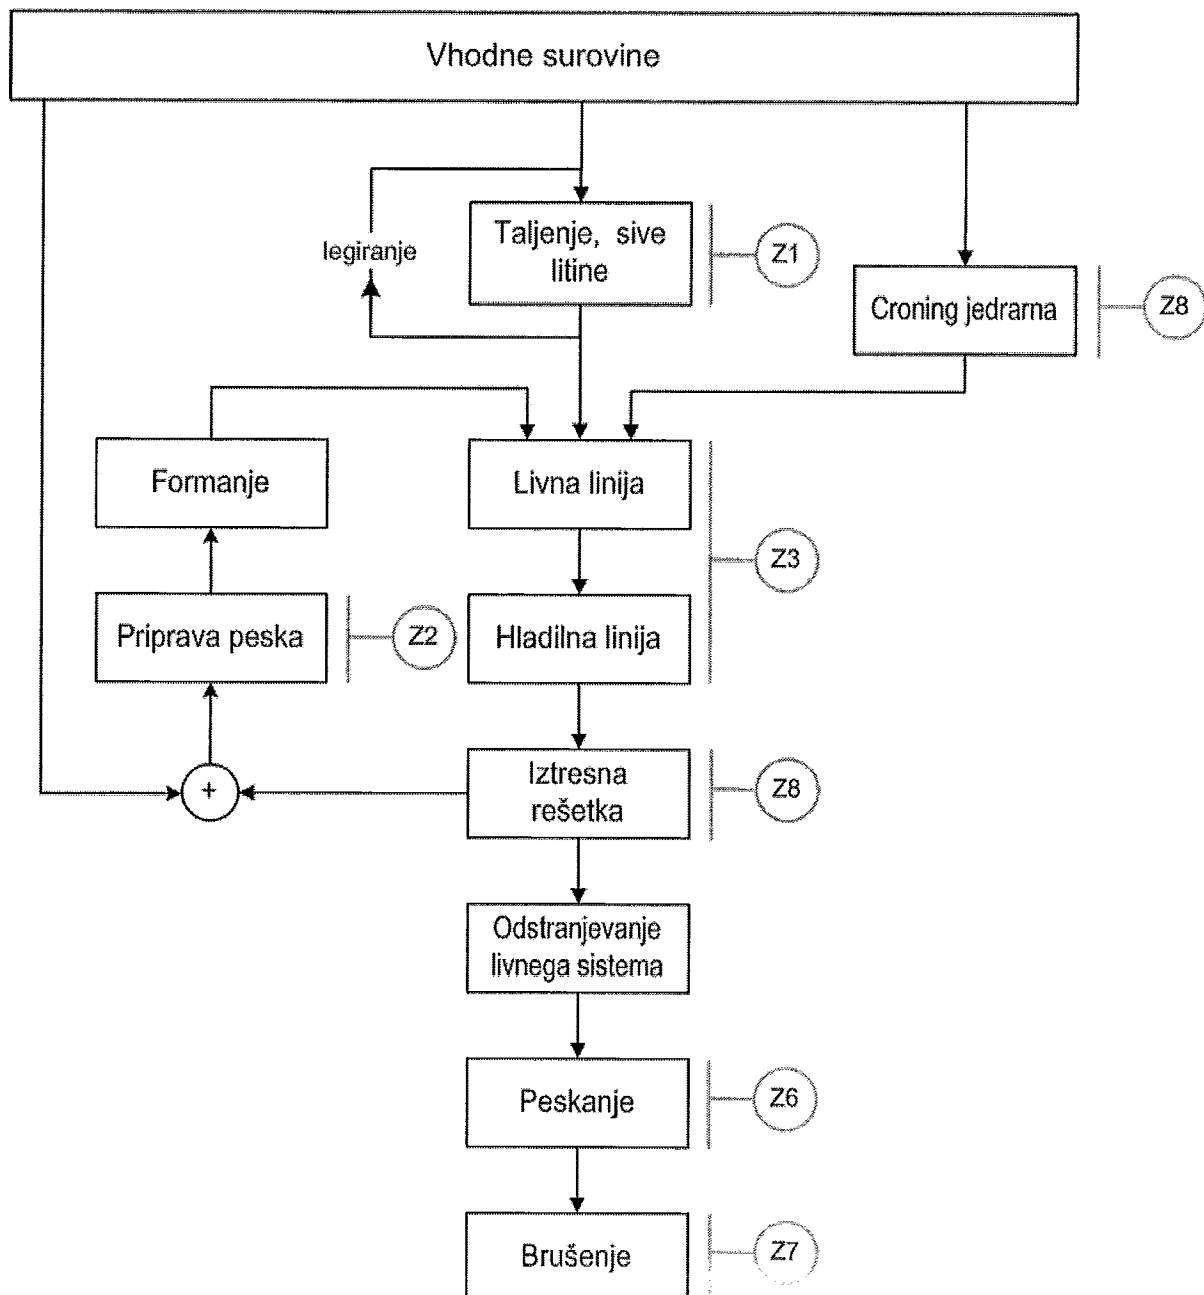 Vhodne surovine
Taljenje, sive
litine
Z1
legiranje
Croning jedrarna
Z8
Formanje
Livna linija
Z3
Priprava peska
Z2
Hladilna linija
+
Iztresna
rešetka
Z8
Odstranjevanje
livnega sistema
Peskanje
Z6
Brušenje
Z7